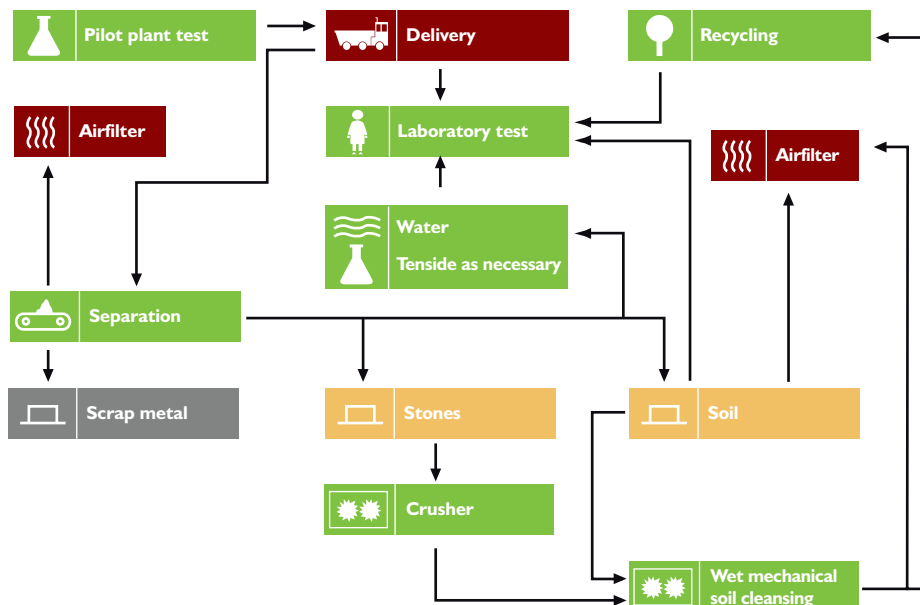 Pilot plant test
Delivery
Recycling
Airfilter
Laboratory test
Airfilter
Water
Tenside as necessary
Separation
Scrap metal
Stones
Soil
Crusher
Wet mechanical
soil cleansing